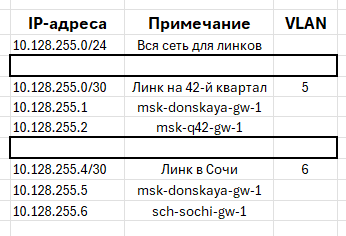 IP-адреса Примечание VLAN
10.128.255.0/24 Вся сеть для линков
10.128.255.0/30 Линк на 42-й квартал 5
10.128.255.1 msk-donskaya-gw-1
10.128.255.2 msk-q42-gw-1
10.128.255.4/30 Линк в Сочи 6
10.128.255.5 msk-donskaya-gw-1
10.128.255.6 sch-sochi-gw-1